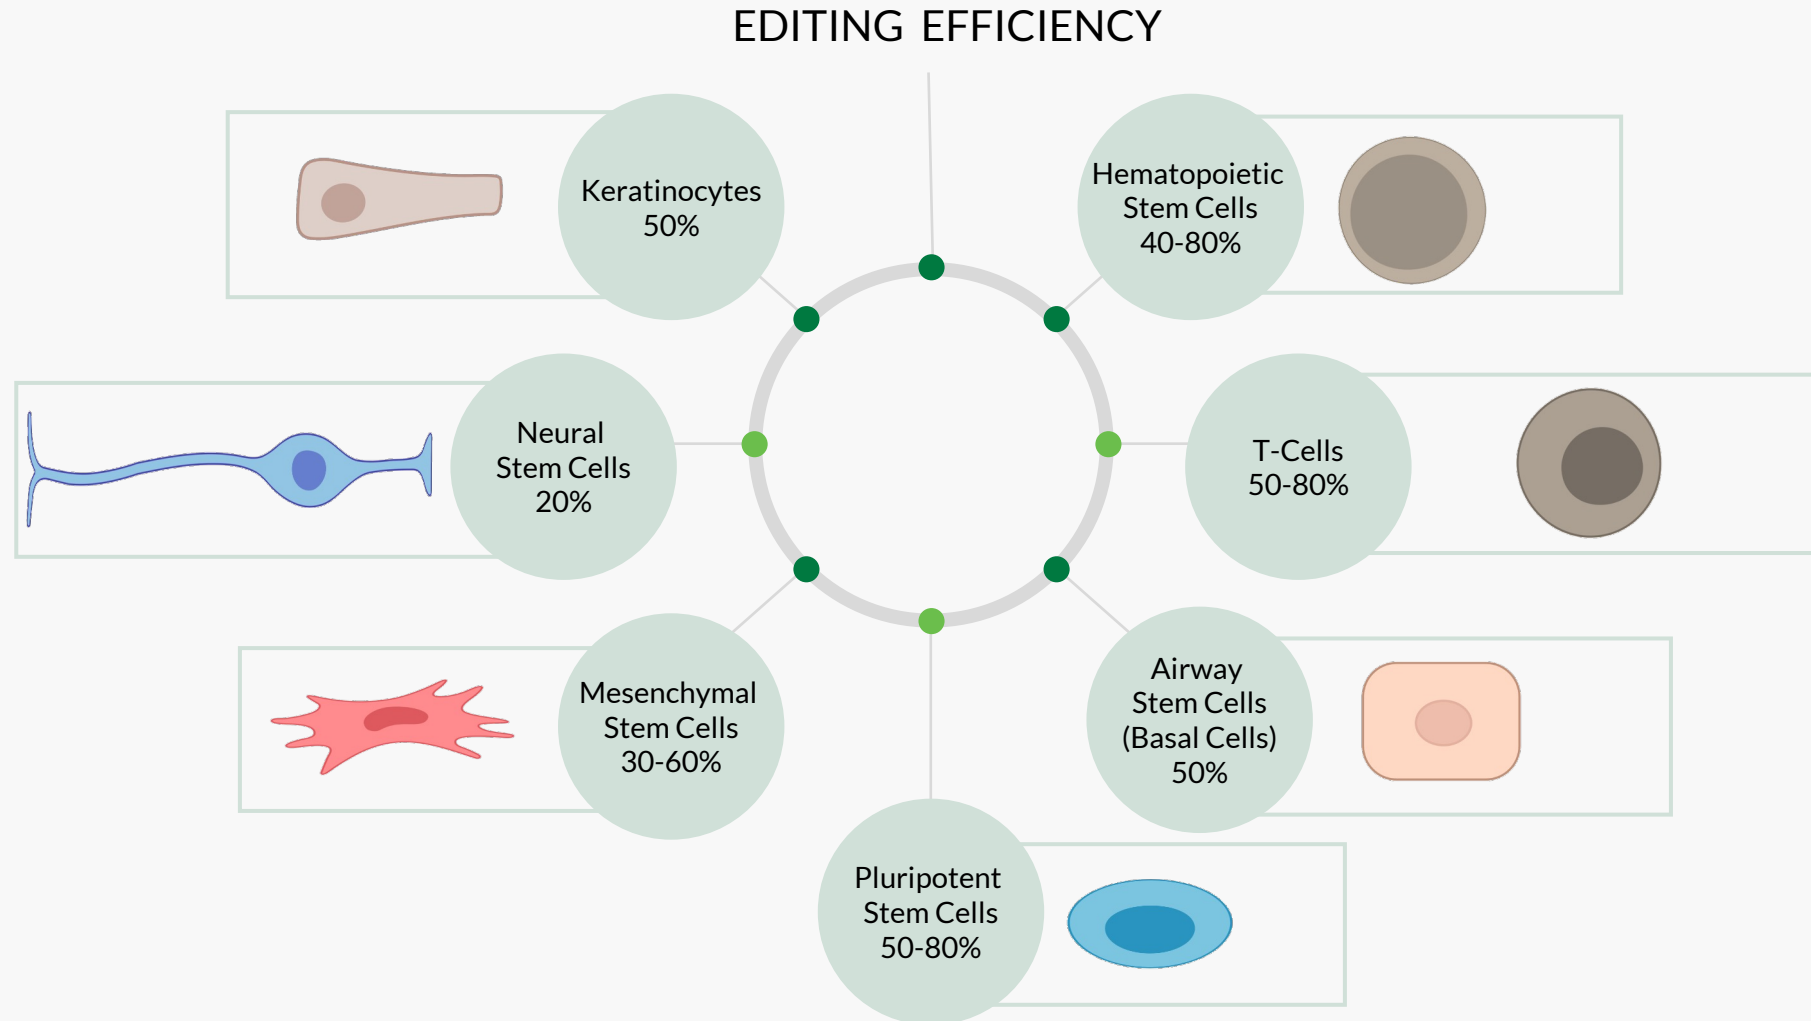 EDITING EFFICIENCY
Keratinocytes
50%
Hematopoietic
Stem Cells
40-80%
Neural
Stem Cells
20%
T-Cells
50-80%
Mesenchymal
Stem Cells
30-60%
Airway
Stem Cells
(Basal Cells)
50%
Pluripotent
Stem Cells
50-80%